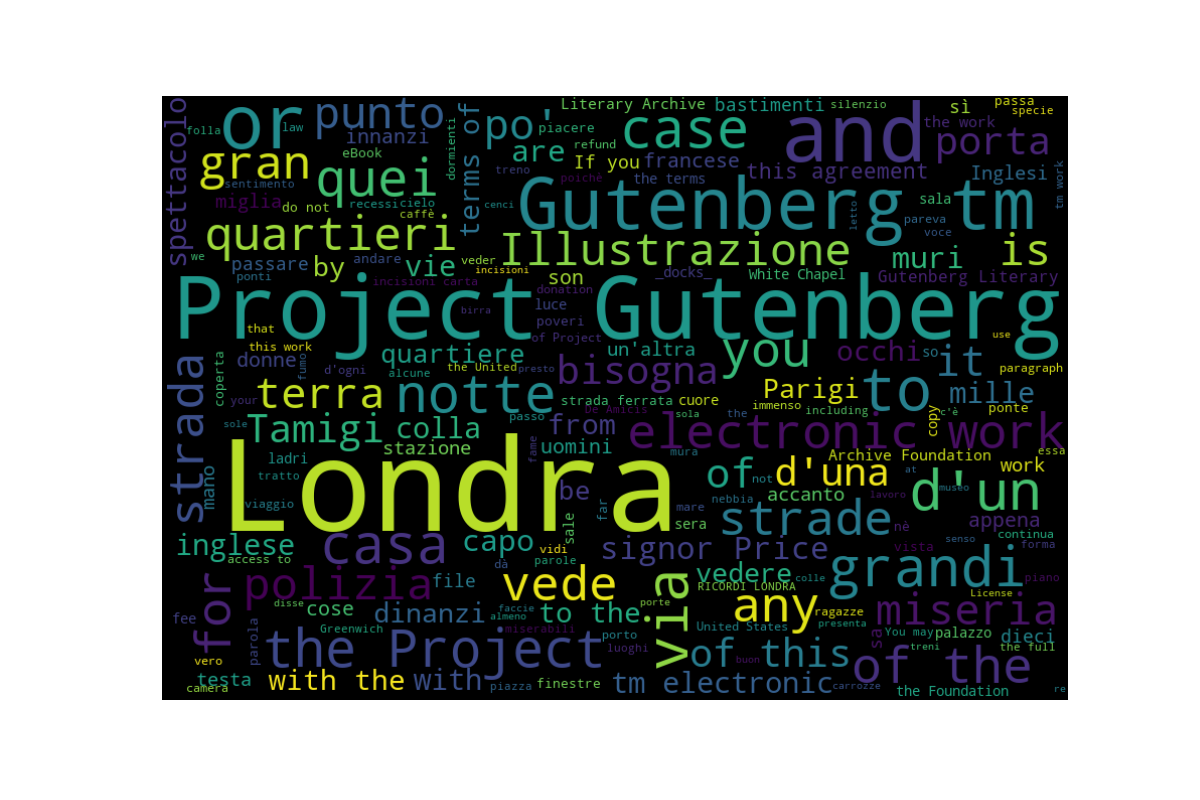 spettacolo
folla
or
law
punto
innanzi
po'
piacere
Literary Archive
bastimenti
silenzio
sì
passa
specie
gran
eBook
quei
dormienti
terms of
are
refund
If you
case
francese
and
the work
porta
this agreement
Inglesi
tm work
sentimento
miglia
do not
recessicielo
caffè
treno
poichè
the terms
cenci
Gutenberg tm
letto
sala
pareva
voce
quartieri
Illustrazione
muri
is
we
ponti
passare
by
andare
vie
veder
incisioni
son
_docks_
White Chapel
Gutenberg Literary
incisioni carta
donation
luce
Project Gutenberg
birra
poveri
of Project
that
this work
use
coperta
donne
fumo
quartiere
un'altra
you
occhi
so
it
paragraph
d'ogni
alcune
the United
presto
bisogna
Parigi
to
mille
strada
your
terra
notte
strada ferrata
cuore
immenso
including
c'è
copy
ponte
sole
Tamigi
colla
passo
De Amicis
sola
the
from
electronic work
ladri
stazione
fame
uomini
mura
Archive Foundation
essa
mano
tratto
Londra
of
not
d'una
at
work
viaggio
be
far
nebbia
accanto
museo
lavoro
d'un
mare
sera
strade
nè
appena
continua
inglese
casa
capo
sale
vidi
signor Price
vista
senso
forma
access to
dà
parole
vedere
colle
grandi
piano
for
polizia
file
vede
Via
RICORDI LONDRA
License
disse
cose
dinanzi
faccie
almeno
to the
porte
any
ragazze
presenta
miseria
fee
Greenwich
miserabili
porto
United States
sa
You may
palazzo
dieci
parola
the Project
luoghi
of this
treni
the full
vero
buon
of the
testa
with the
with
piazza
finestre
tm electronic
carrozze
camera
the Foundation
re